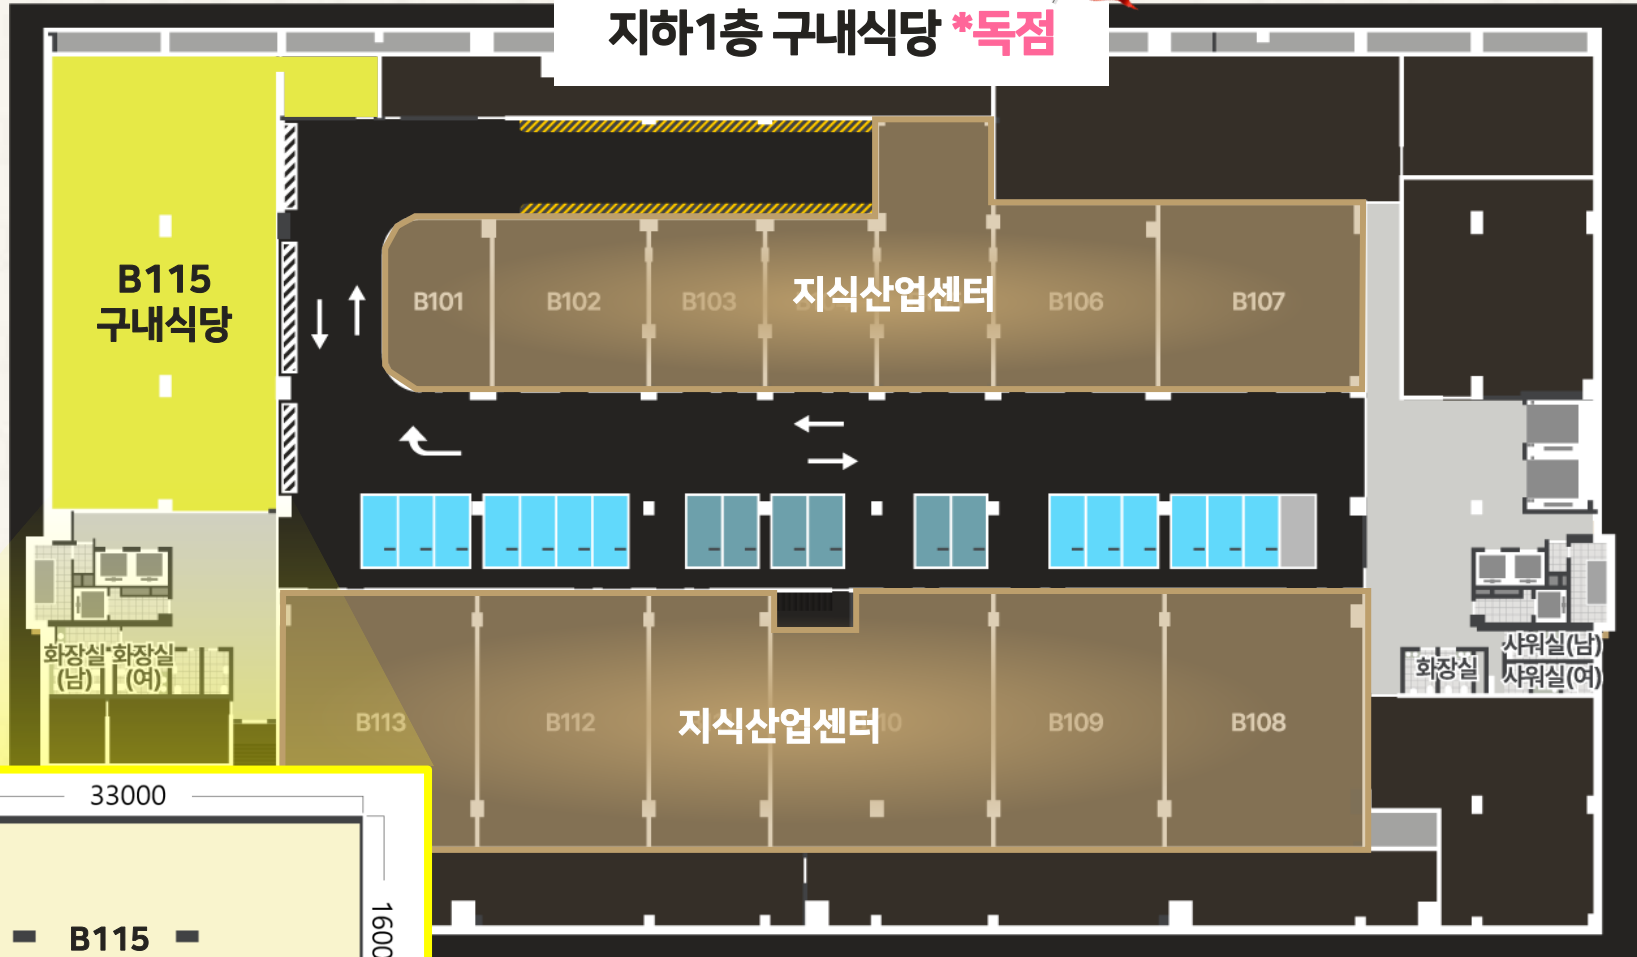 지하1층 구내식당 *독점
B115
구내식당
B101
B102
B103
지식산업센터
B106
B107
화장실
(남)
화장실
(여)
화장실
샤워실(남)
샤워실(여)
B113
B112
지식산업센터
B109
B108
33000
B115